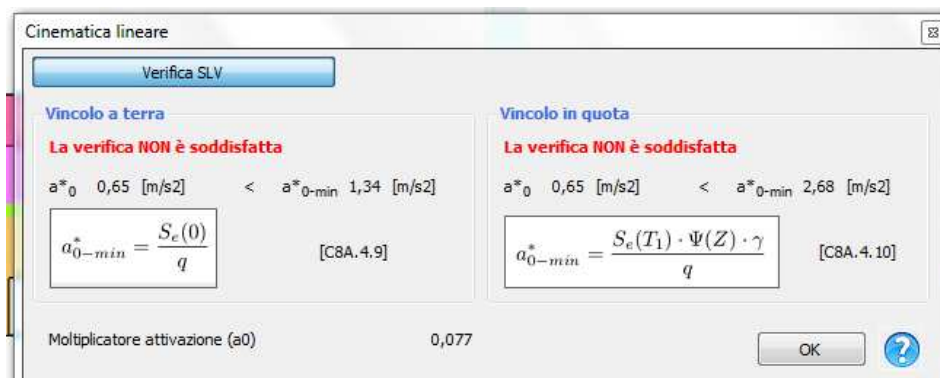 Cinematica lineare
Verifica SLV
Vincolo a terra
La verifica NON è soddisfatta
a*0 0,65 [m/s2] < a*0-min 1,34 [m/s2]
a*0−min = Se(0) / q
[C8A.4.9]
Vincolo in quota
La verifica NON è soddisfatta
a*0 0,65 [m/s2] < a*0-min 2,68 [m/s2]
a*0−min = Se(T1) · Ψ(Z) · γ / q
[C8A.4.10]
Moltiplicatore attivazione (a0) 0,077
OK
?